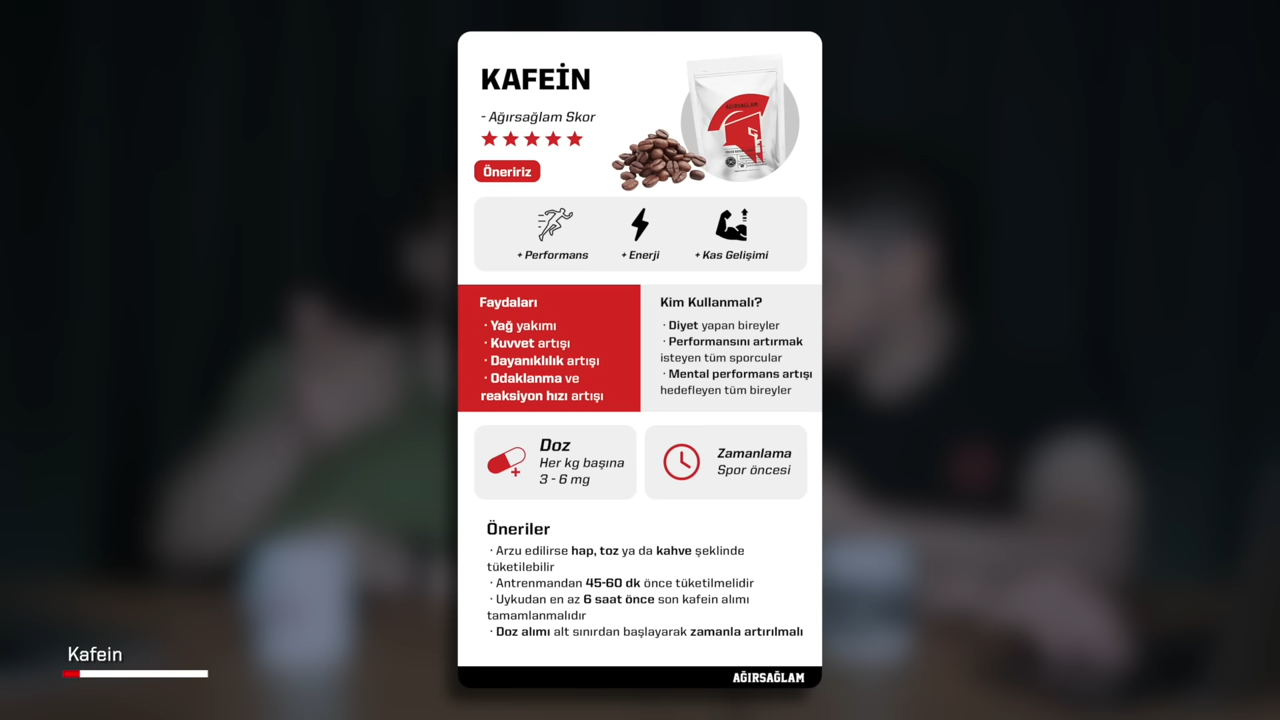 KAFEİN
- Ağırsağlam Skor
Öneririz
AĞIRSAĞLAM
+ Performans
+ Enerji
+ Kas Gelişimi
Faydaları
· Yağ yakımı
· Kuvvet artışı
· Dayanıklılık artışı
· Odaklanma ve
reaksiyon hızı artışı
Kim Kullanmalı?
· Diyet yapan bireyler
· Performansını artırmak
isteyen tüm sporcular
· Mental performans artışı
hedefleyen tüm bireyler
Doz
Her kg başına
3 - 6 mg
Zamanlama
Spor öncesi
Öneriler
· Arzu edilirse hap, toz ya da kahve şeklinde
tüketilebilir
· Antrenmandan 45-60 dk önce tüketilmelidir
· Uykudan en az 6 saat önce son kafein alımı
tamamlanmalıdır
· Doz alımı alt sınırdan başlayarak zamanla artırılmalı
AĞIRSAĞLAM
Kafein